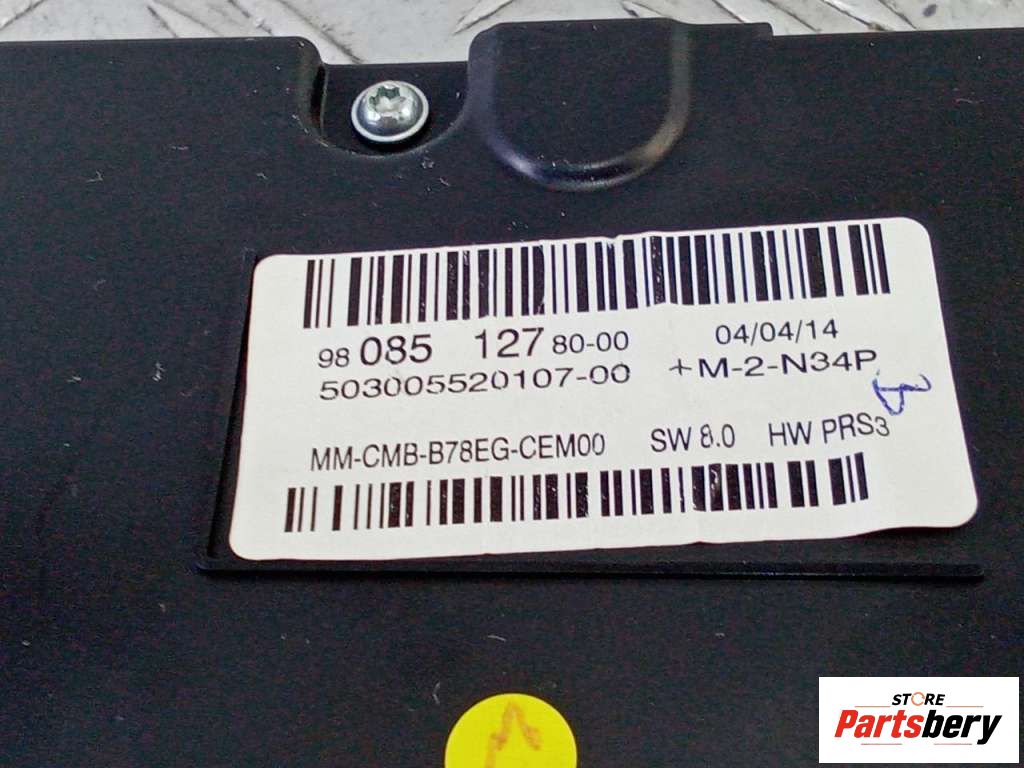 98 085 127 80-00 04/04/14
503005520107-00 +M-2-N34P
MM-CMB-B78EG-CEM00 SW 8.0 HW PRS3
STORE
Partsbery